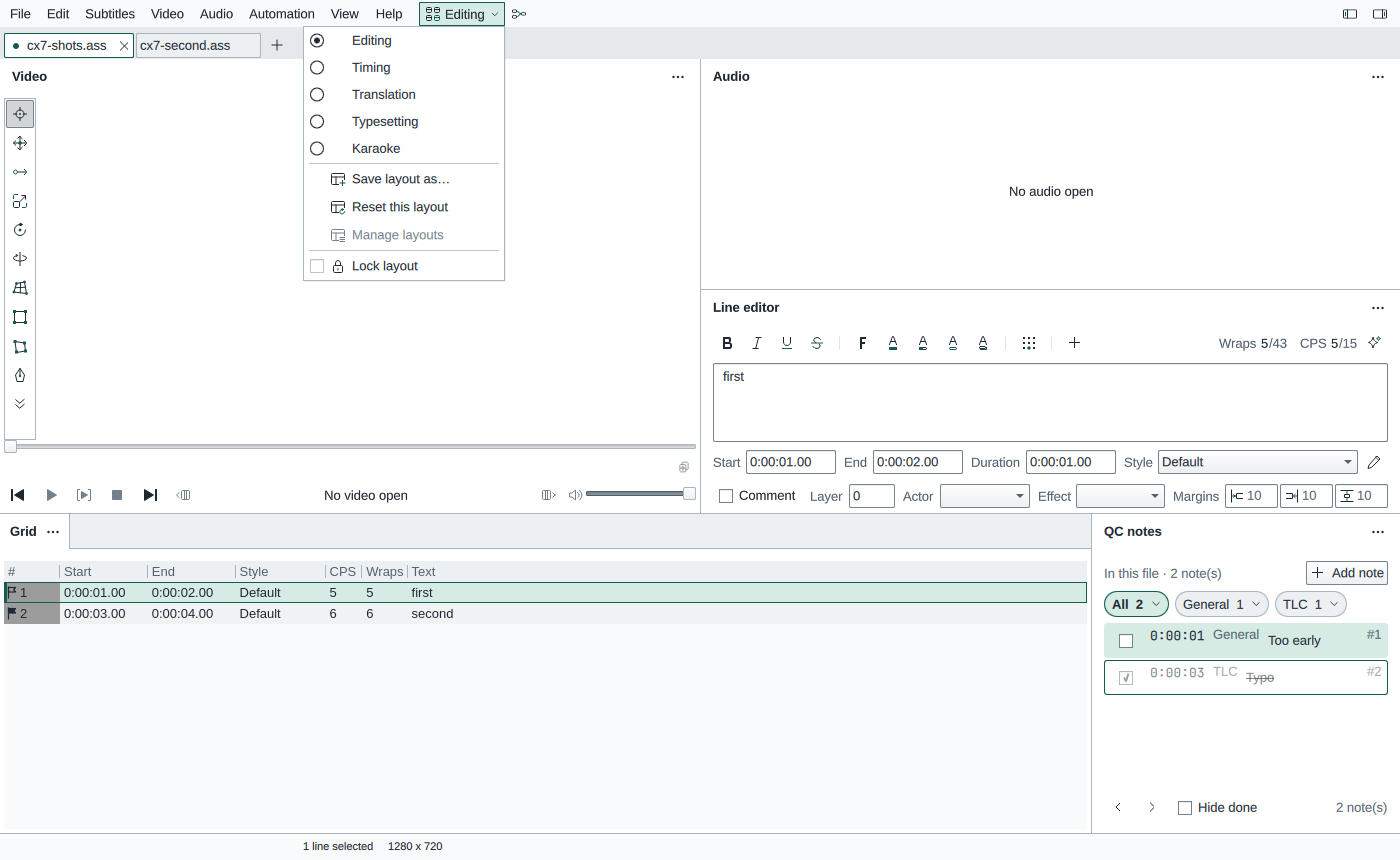 File Edit Subtitles Video Audio Automation View Help Editing
cx7-shots.ass cx7-second.ass
Editing
Timing
Translation
Typesetting
Karaoke
Save layout as…
Reset this layout
Manage layouts
Lock layout
Video
No video open
Audio
No audio open
Line editor
B I U S F A A A A Wraps 5/43 CPS 5/15
first
Start 0:00:01.00 End 0:00:02.00 Duration 0:00:01.00 Style Default
Comment Layer 0 Actor Effect Margins 10 10 10
Grid
# Start End Style CPS Wraps Text
1 0:00:01.00 0:00:02.00 Default 5 5 first
2 0:00:03.00 0:00:04.00 Default 6 6 second
QC notes
In this file · 2 note(s) Add note
All 2 General 1 TLC 1
0:00:01 General Too early #1
0:00:03 TLC Typo #2
Hide done 2 note(s)
1 line selected 1280 x 720